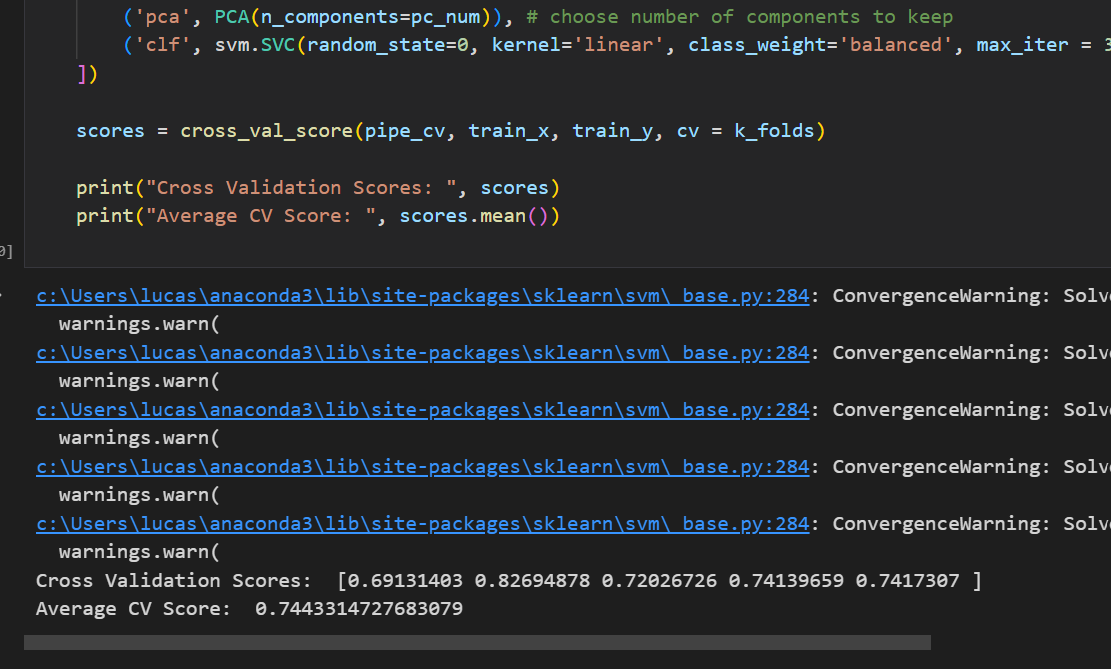 ('pca', PCA(n_components=pc_num)), # choose number of components to keep
('clf', svm.SVC(random_state=0, kernel='linear', class_weight='balanced', max_iter = 3
])
scores = cross_val_score(pipe_cv, train_x, train_y, cv = k_folds)
print("Cross Validation Scores: ", scores)
print("Average CV Score: ", scores.mean())
0]
c:\Users\lucas\anaconda3\lib\site-packages\sklearn\svm\_base.py:284: ConvergenceWarning: Solve
warnings.warn(
c:\Users\lucas\anaconda3\lib\site-packages\sklearn\svm\_base.py:284: ConvergenceWarning: Solve
warnings.warn(
c:\Users\lucas\anaconda3\lib\site-packages\sklearn\svm\_base.py:284: ConvergenceWarning: Solve
warnings.warn(
c:\Users\lucas\anaconda3\lib\site-packages\sklearn\svm\_base.py:284: ConvergenceWarning: Solve
warnings.warn(
c:\Users\lucas\anaconda3\lib\site-packages\sklearn\svm\_base.py:284: ConvergenceWarning: Solve
warnings.warn(
Cross Validation Scores:  [0.69131403 0.82694878 0.72026726 0.74139659 0.7417307 ]
Average CV Score:  0.7443314727683079